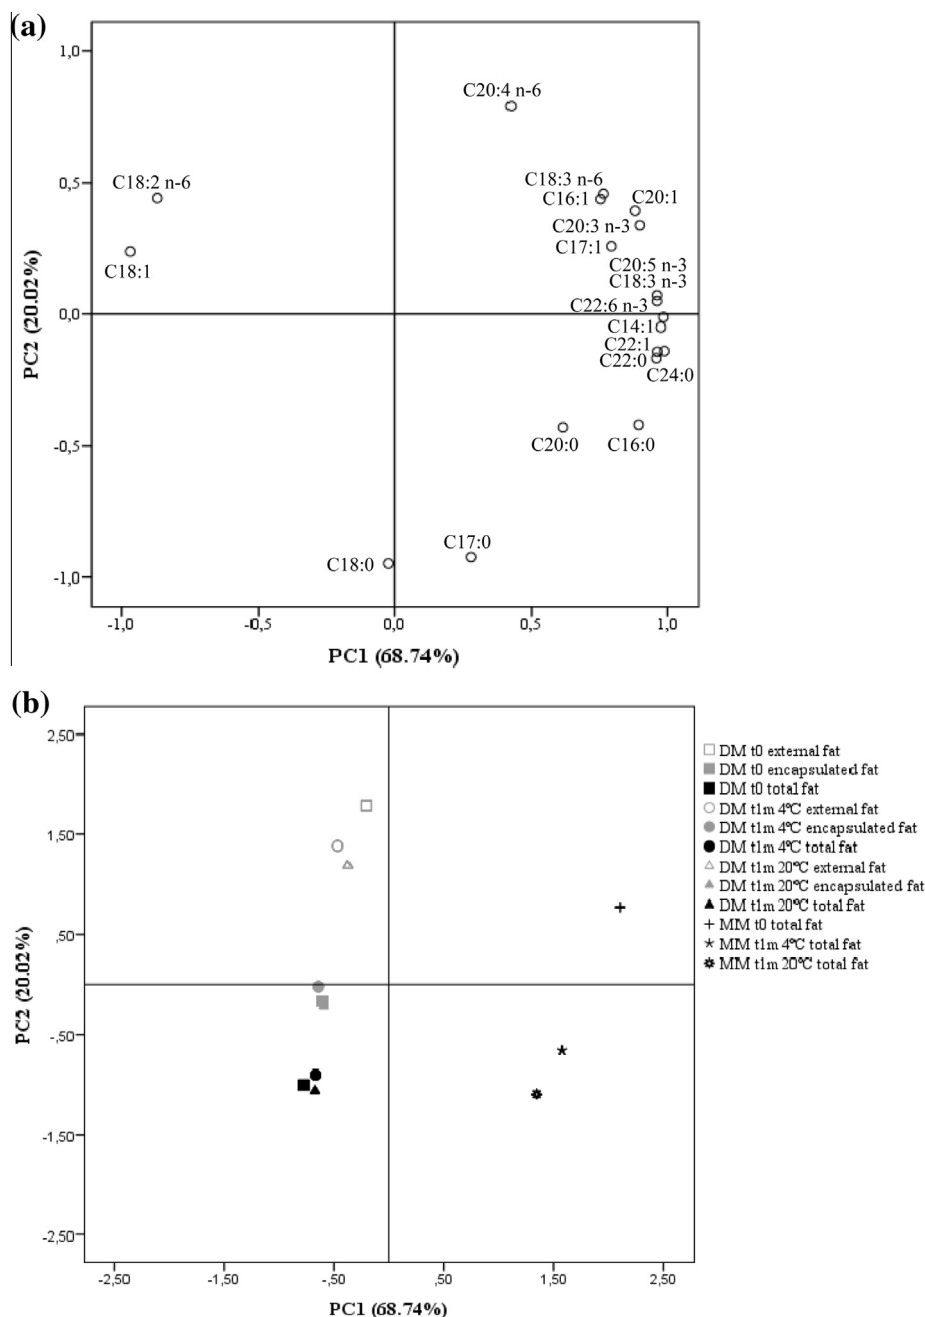 (a)
1,0
C20:4 n-6
0,5
C18:2 n-6
C18:3 n-6
C16:1
C20:1
C20:3 n-3
C17:1
C18:1
C20:5 n-3
C18:3 n-3
C22:6 n-3
0,0
C14:1
C22:1
C22:0
C24:0
-0,5
C20:0
C16:0
C17:0
C18:0
-1,0
PC2 (20.02%)
-1,0 -0,5 0,0 0,5 1,0
PC1 (68.74%)
(b)
2,50
1,50
,50
-,50
-1,50
-2,50
PC2 (20.02%)
-2,50 -1,50 -,50 ,50 1,50 2,50
PC1 (68.74%)
DM t0 external fat
DM t0 encapsulated fat
DM t0 total fat
DM t1m 4ºC external fat
DM t1m 4ºC encapsulated fat
DM t1m 4ºC total fat
DM t1m 20ºC external fat
DM t1m 20ºC encapsulated fat
DM t1m 20ºC total fat
MM t0 total fat
MM t1m 4ºC total fat
MM t1m 20ºC total fat